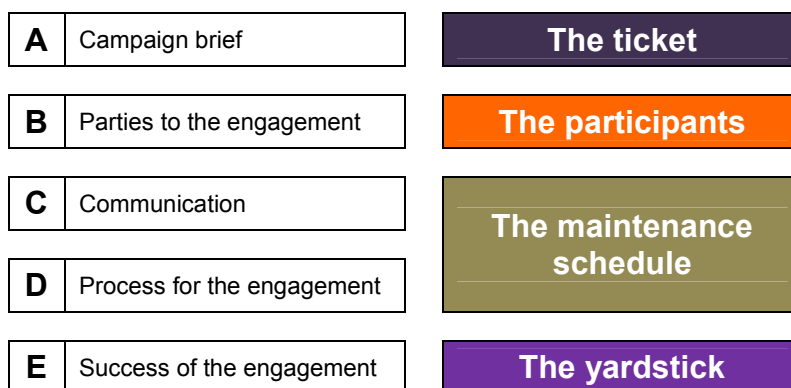 A Campaign brief The ticket
B Parties to the engagement The participants
C Communication
The maintenance
schedule
D Process for the engagement
E Success of the engagement The yardstick